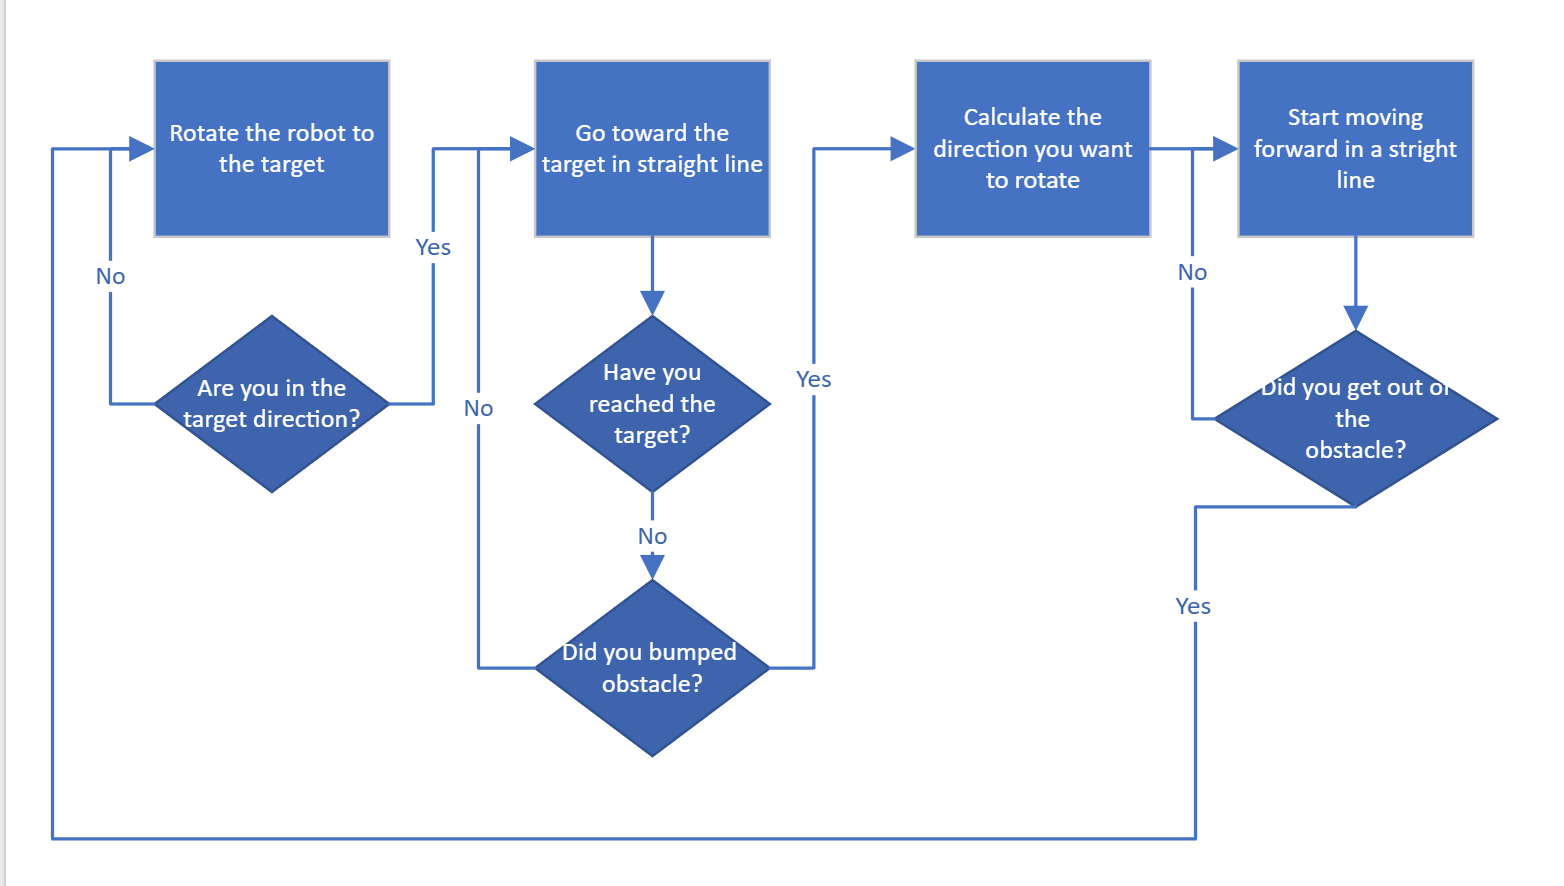 Rotate the robot to
the target
Go toward the
target in straight line
Calculate the
direction you want
to rotate
Start moving
forward in a stright
line
No
Yes
No
Yes
No
Are you in the
target direction?
Have you
reached the
target?
Did you get out of
the
obstacle?
No
Did you bumped
obstacle?
Yes